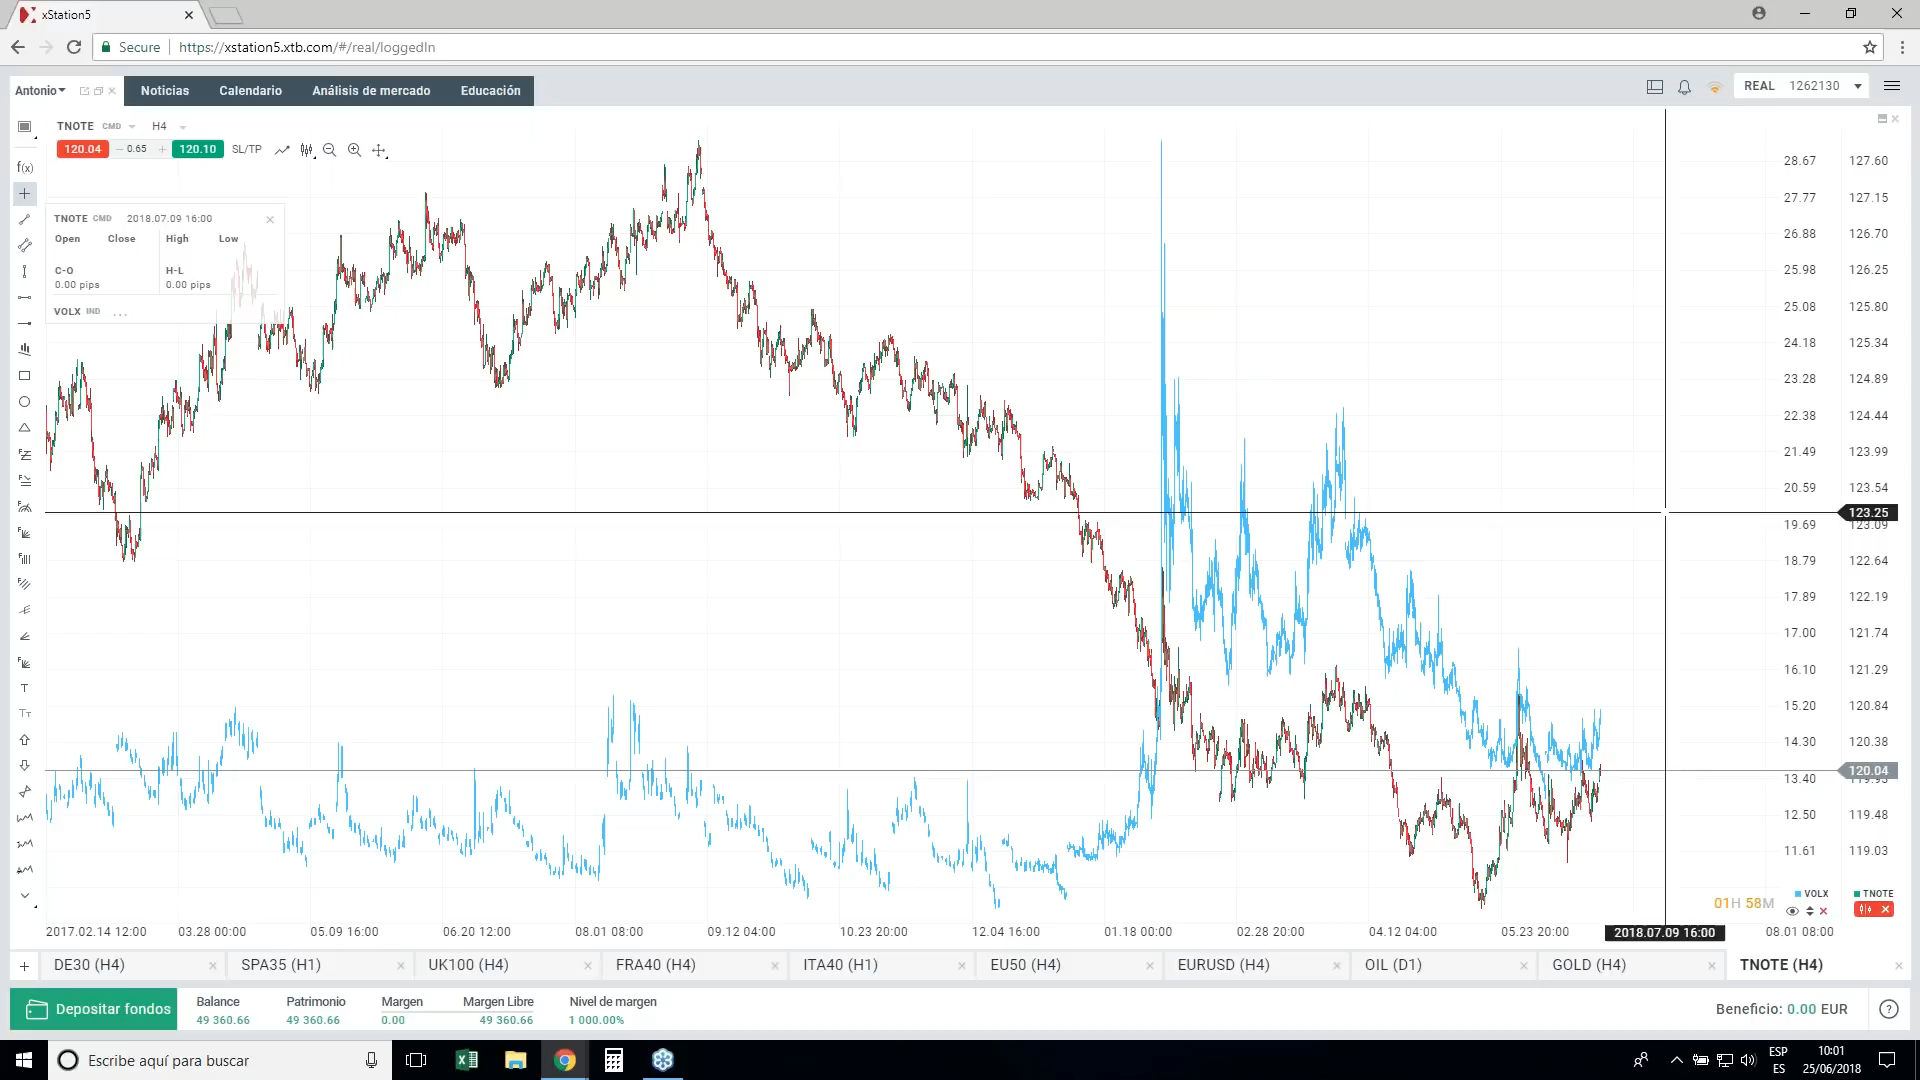 xStation5
Secure https://xstation5.xtb.com/#/real/loggedIn
Antonio Noticias Calendario Análisis de mercado Educación REAL 1262130
TNOTE CMD H4
120.04 0.65 120.10 SL/TP
f(x)
TNOTE CMD 2018.07.09 16:00
Open Close High Low
C-O H-L
0.00 pips 0.00 pips
VOLX IND ...
28.67 127.60
27.77 127.15
26.88 126.70
25.98 126.25
25.08 125.80
24.18 125.34
23.28 124.89
22.38 124.44
21.49 123.99
20.59 123.54
123.25
19.69 123.09
18.79 122.64
17.89 122.19
17.00 121.74
16.10 121.29
15.20 120.84
14.30 120.38
120.04
13.40 119.93
12.50 119.48
11.61 119.03
VOLX TNOTE
01H 58M
2017.02.14 12:00 03.28 00:00 05.09 16:00 06.20 12:00 08.01 08:00 09.12 04:00 10.23 20:00 12.04 16:00 01.18 00:00 02.28 20:00 04.12 04:00 05.23 20:00 2018.07.09 16:00 08.01 08:00
DE30 (H4) SPA35 (H1) UK100 (H4) FRA40 (H4) ITA40 (H1) EU50 (H4) EURUSD (H4) OIL (D1) GOLD (H4) TNOTE (H4)
Depositar fondos
Balance Patrimonio Margen Margen Libre Nivel de margen
49 360.66 49 360.66 0.00 49 360.66 1 000.00%
Beneficio: 0.00 EUR
Escribe aquí para buscar
ESP
ES
10:01
25/06/2018